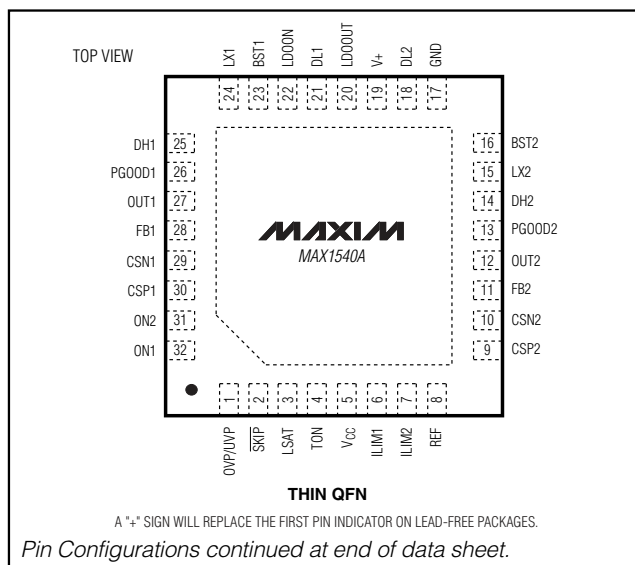 TOP VIEW
LX1
BST1
LDOON
DL1
LDOOUT
V+
DL2
GND
24
23
22
21
20
19
18
17
DH1 25
PGOOD1 26
OUT1 27
FB1 28
CSN1 29
CSP1 30
ON2 31
ON1 32
MAXIM
MAX1540A
16 BST2
15 LX2
14 DH2
13 PGOOD2
12 OUT2
11 FB2
10 CSN2
9 CSP2
1
2
3
4
5
6
7
8
OVP/UVP
SKIP
LSAT
TON
VCC
ILIM1
ILIM2
REF
THIN QFN
A "+" SIGN WILL REPLACE THE FIRST PIN INDICATOR ON LEAD-FREE PACKAGES.
Pin Configurations continued at end of data sheet.